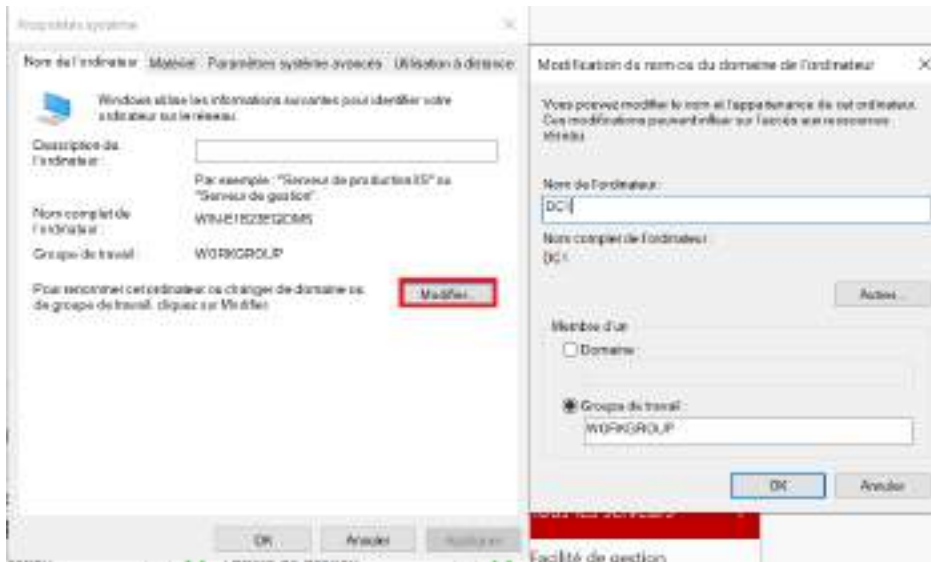 Propriétés système
Nom de l'ordinateur Matériel Paramètres système avancés Utilisation à distance
Windows utilise les informations suivantes pour identifier votre
ordinateur sur le réseau.
Description de
l'ordinateur :
Par exemple : "Serveur de production IIS" ou
"Serveur de gestion".
Nom complet de
l'ordinateur :
Groupe de travail : WORKGROUP
Pour renommer cet ordinateur ou changer de domaine ou
de groupe de travail, cliquez sur Modifier.
Modifier...
OK Annuler Appliquer
Modification du nom ou du domaine de l'ordinateur
Vous pouvez modifier le nom et l'appartenance de cet ordinateur.
Ces modifications peuvent influer sur l'accès aux ressources
réseau.
Nom de l'ordinateur :
DC1
Nom complet de l'ordinateur :
DC1
Autres...
Membre d'un
Domaine :
Groupe de travail :
WORKGROUP
OK Annuler
Tous les serveurs
Facilité de gestion